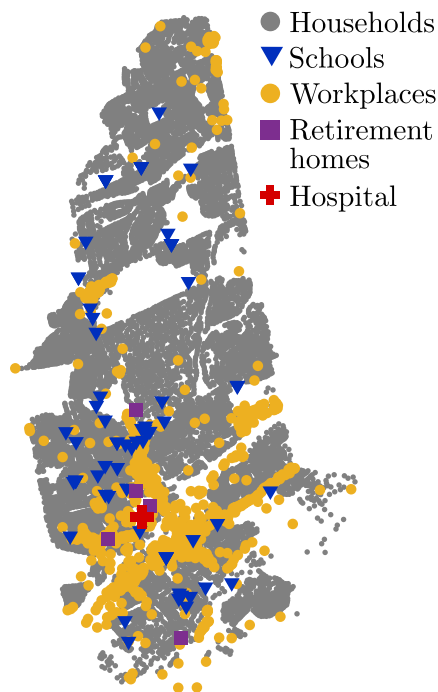 Households
Schools
Workplaces
Retirement
homes
Hospital